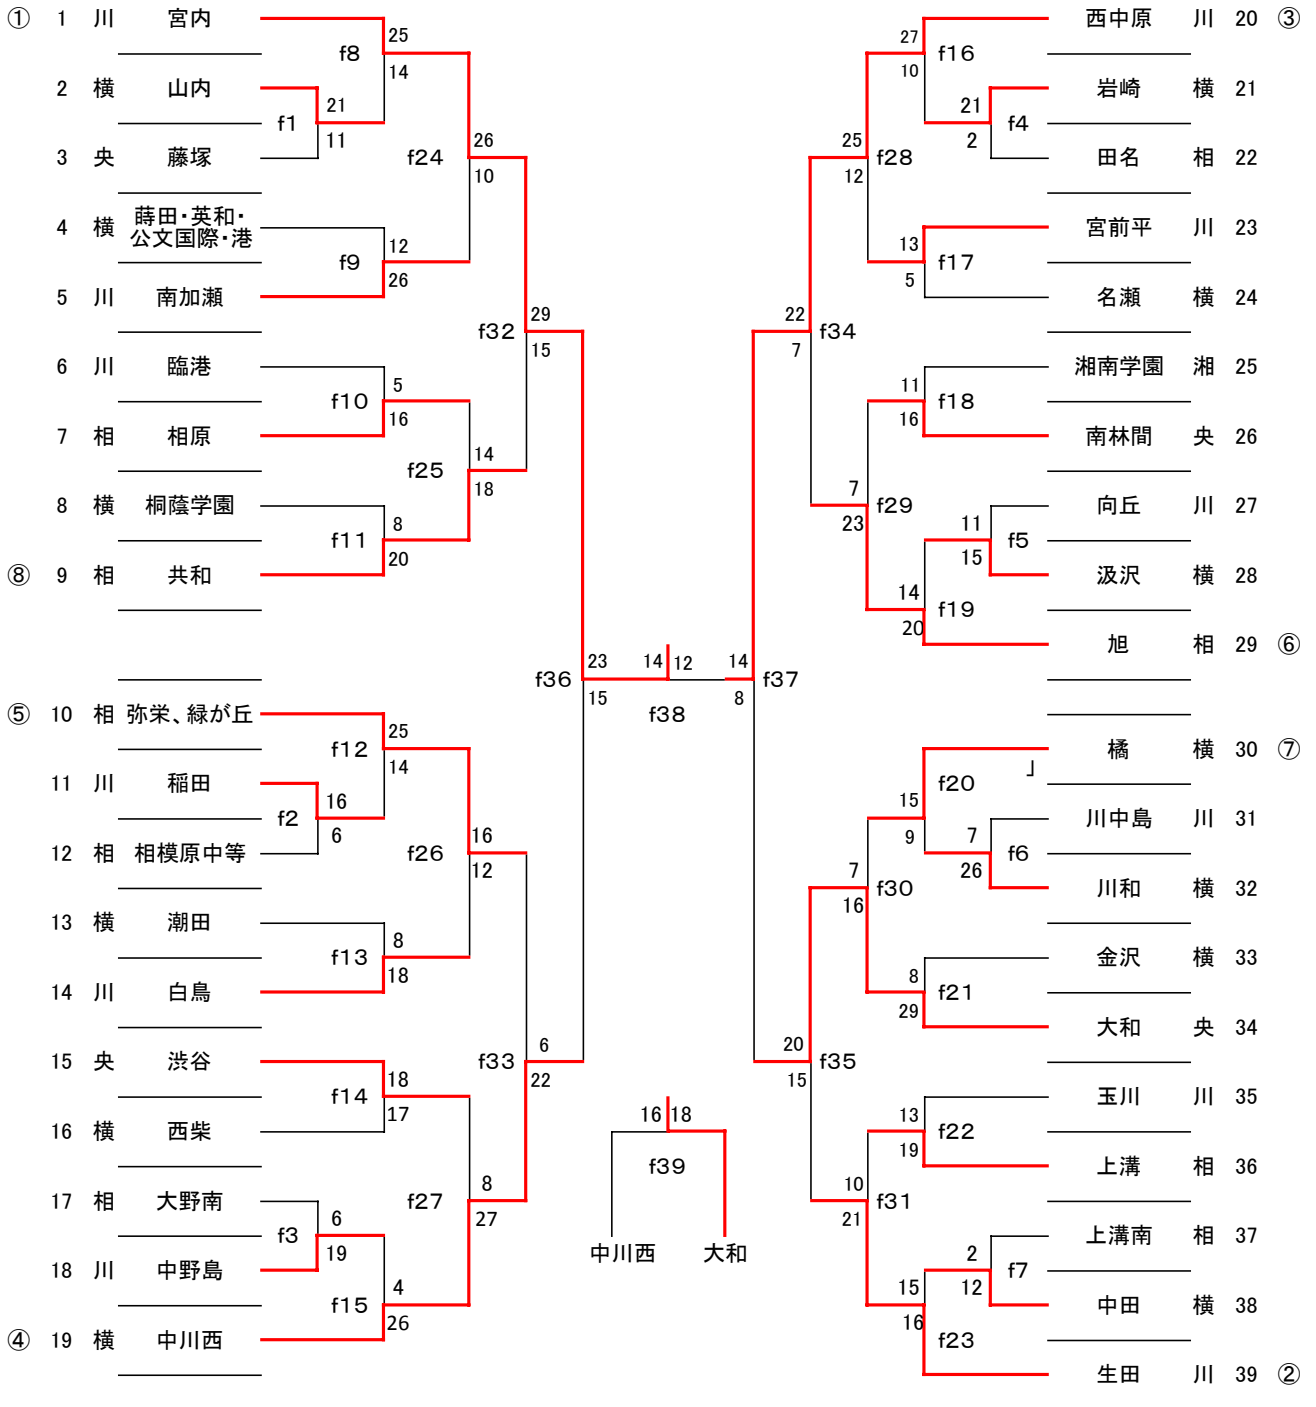 ① 1 川 宮内
2 横 山内
3 央 藤塚
4 横 蒔田・英和・
公文国際・港
5 川 南加瀬
6 川 臨港
7 相 相原
8 横 桐蔭学園
⑧ 9 相 共和
⑤ 10 相 弥栄、緑が丘
11 川 稲田
12 相 相模原中等
13 横 潮田
14 川 白鳥
15 央 渋谷
16 横 西柴
17 相 大野南
18 川 中野島
④ 19 横 中川西
f1 21 11
f2 16 6
f3 6 19
f8 25 14
f9 12 26
f10 5 16
f11 8 20
f12 25 14
f13 8 18
f14 18 17
f15 4 26
f24 26 10
f25 14 18
f26 16 12
f27 8 27
f32 29 15
f33 6 22
f36 23 15
14 12
f38
16 18
f39
中川西 大和
14 8 f37
22 7 f34
20 15 f35
25 12 f28
7 23 f29
7 16 f30
10 21 f31
27 10 f16
13 5 f17
11 16 f18
14 20 f19
15 9 f20
8 29 f21
13 19 f22
15 16 f23
21 2 f4
11 15 f5
7 26 f6
2 12 f7
西中原 川 20 ③
岩崎 横 21
田名 相 22
宮前平 川 23
名瀬 横 24
湘南学園 湘 25
南林間 央 26
向丘 川 27
汲沢 横 28
旭 相 29 ⑥
橘 横 30 ⑦
」
川中島 川 31
川和 横 32
金沢 横 33
大和 央 34
玉川 川 35
上溝 相 36
上溝南 相 37
中田 横 38
生田 川 39 ②